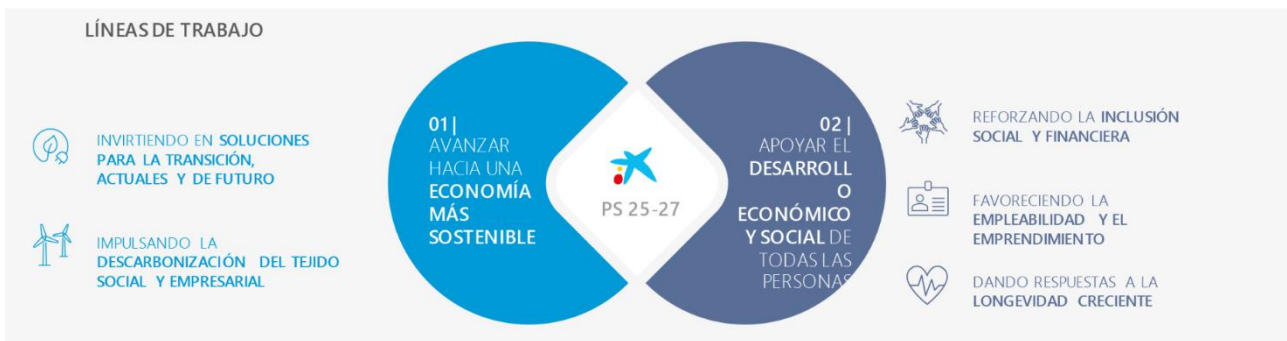 LÍNEAS DE TRABAJO
INVIRTIENDO EN SOLUCIONES
PARA LA TRANSICIÓN,
ACTUALES Y DE FUTURO
IMPULSANDO LA
DESCARBONIZACIÓN DEL TEJIDO
SOCIAL Y EMPRESARIAL
01|
AVANZAR
HACIA UNA
ECONOMÍA
MÁS
SOSTENIBLE
PS 25-27
02 |
APOYAR EL
DESARROLL
O
ECONÓMICO
Y SOCIAL DE
TODAS LAS
PERSONAS
REFORZANDO LA INCLUSIÓN
SOCIAL Y FINANCIERA
FAVORECIENDO LA
EMPLEABILIDAD Y EL
EMPRENDIMIENTO
DANDO RESPUESTAS A LA
LONGEVIDAD CRECIENTE